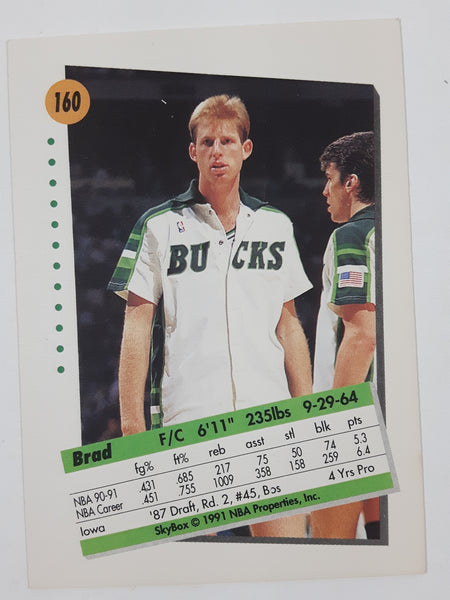 160
BUCKS
Brad F/C 6'11" 235lbs 9-29-64
fg% ft% reb asst stl blk pts
NBA 90-91 .431 .685 217 75 50 74 5.3
NBA Career .451 .755 1009 358 158 259 6.4
Iowa '87 Draft, Rd. 2, #45, Bos 4 Yrs Pro
SkyBox © 1991 NBA Properties, Inc.